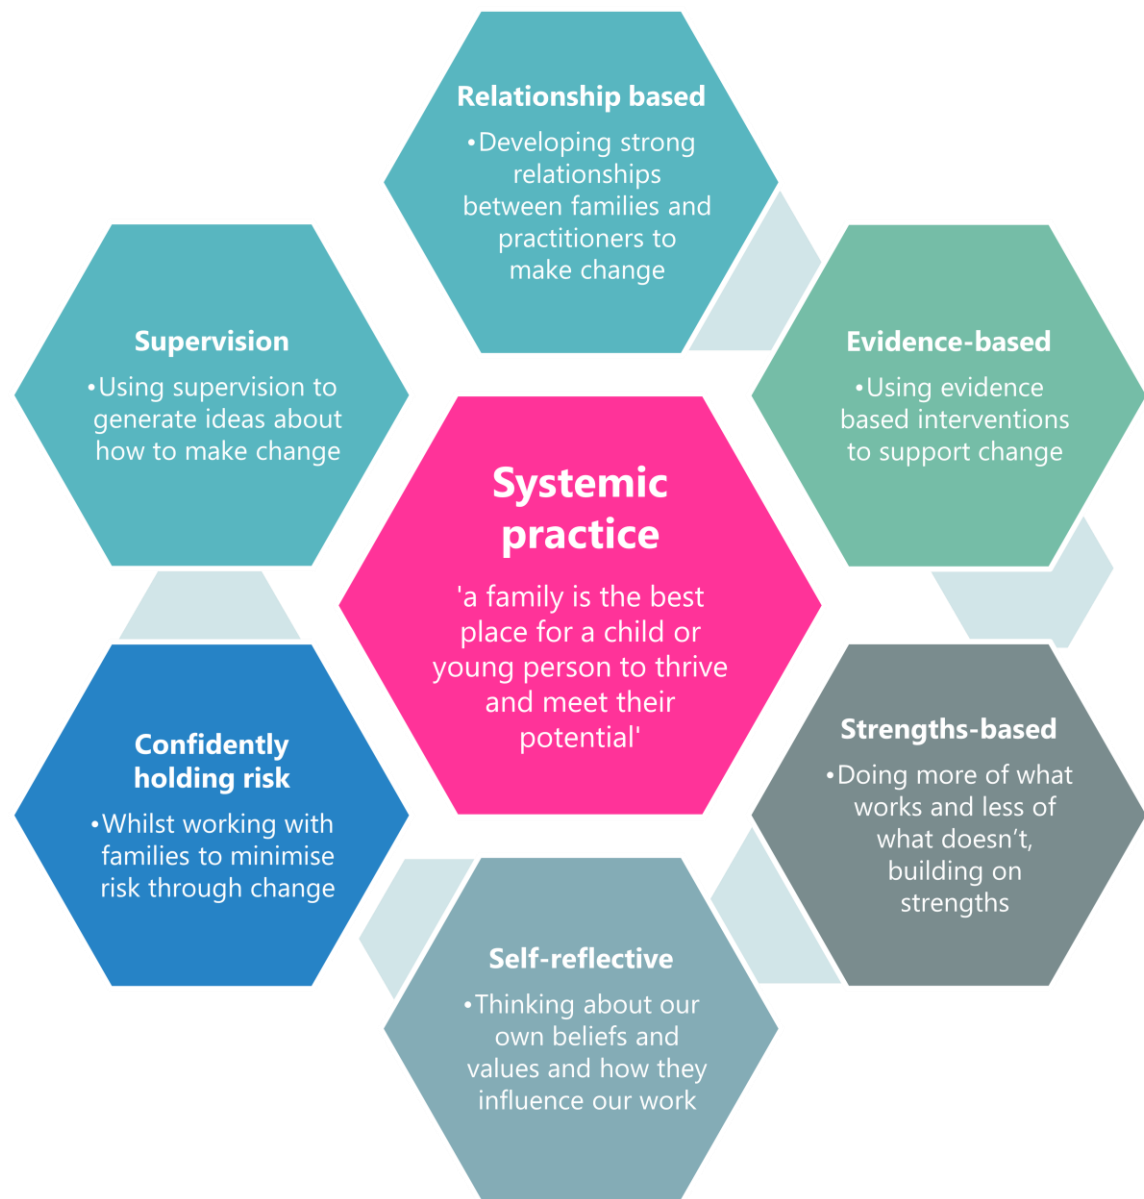 Relationship based
•Developing strong
relationships
between families and
practitioners to
make change
Evidence-based
•Using evidence
based interventions
to support change
Strengths-based
•Doing more of what
works and less of
what doesn’t,
building on
strengths
Self-reflective
•Thinking about our
own beliefs and
values and how they
influence our work
Confidently
holding risk
•Whilst working with
families to minimise
risk through change
Supervision
•Using supervision to
generate ideas about
how to make change
Systemic
practice
'a family is the best
place for a child or
young person to thrive
and meet their
potential'